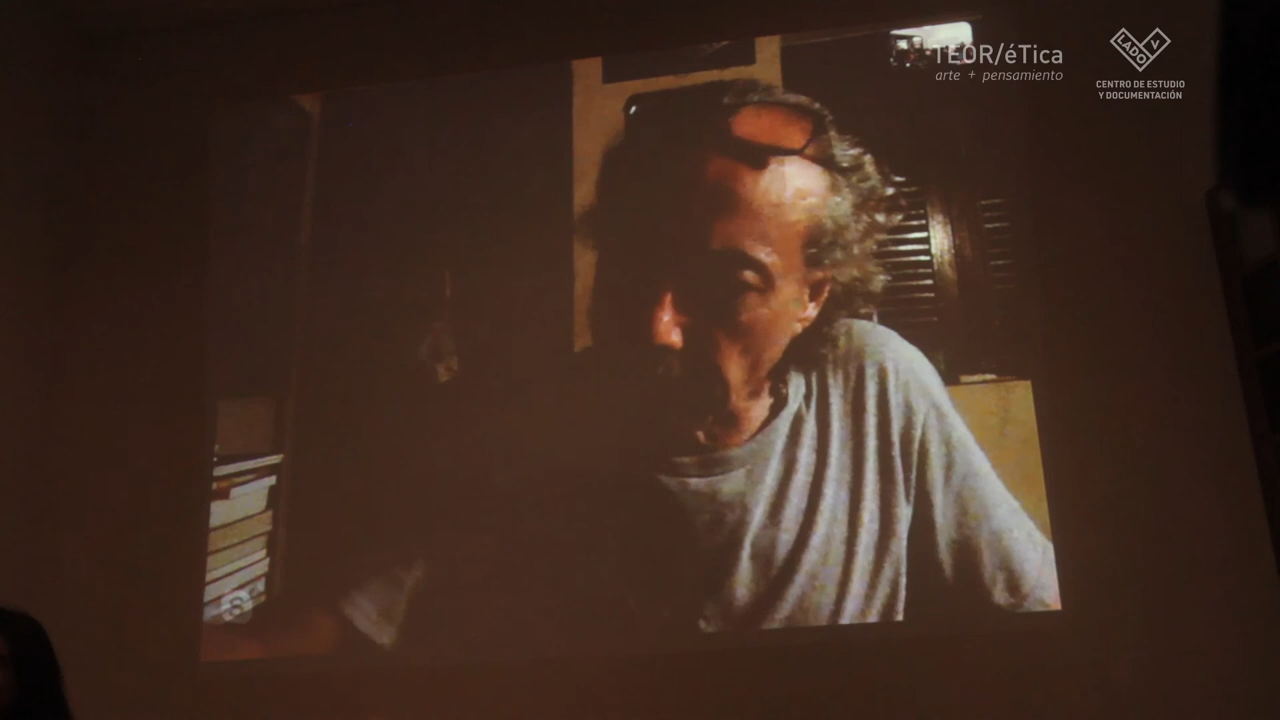 TEOR/éTica
arte + pensamiento
LADO V
CENTRO DE ESTUDIO
Y DOCUMENTACIÓN